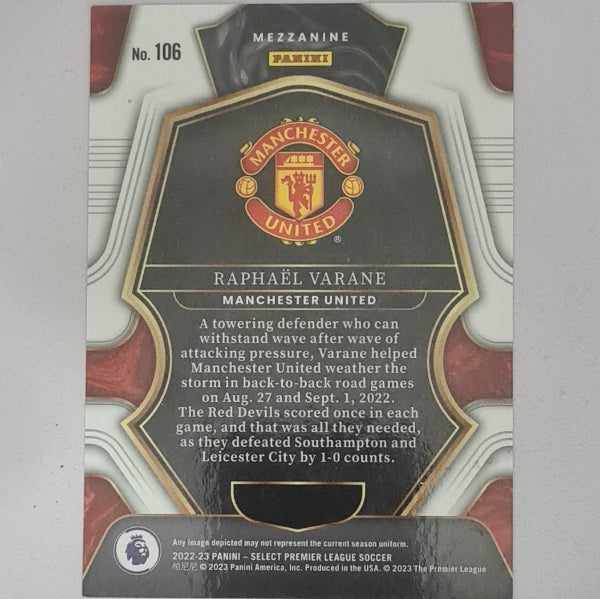 MEZZANINE
No. 106
PANINI
MANCHESTER
UNITED
®
RAPHAËL VARANE
MANCHESTER UNITED
A towering defender who can
withstand wave after wave of
attacking pressure, Varane helped
Manchester United weather the
storm in back-to-back road games
on Aug. 27 and Sept. 1, 2022.
The Red Devils scored once in each
game, and that was all they needed,
as they defeated Southampton and
Leicester City by 1-0 counts.
Any image depicted may not represent the current season uniform.
2022-23 PANINI – SELECT PREMIER LEAGUE SOCCER
帕尼尼 © 2023 Panini America, Inc. Produced in the USA. © 2023 The Premier League